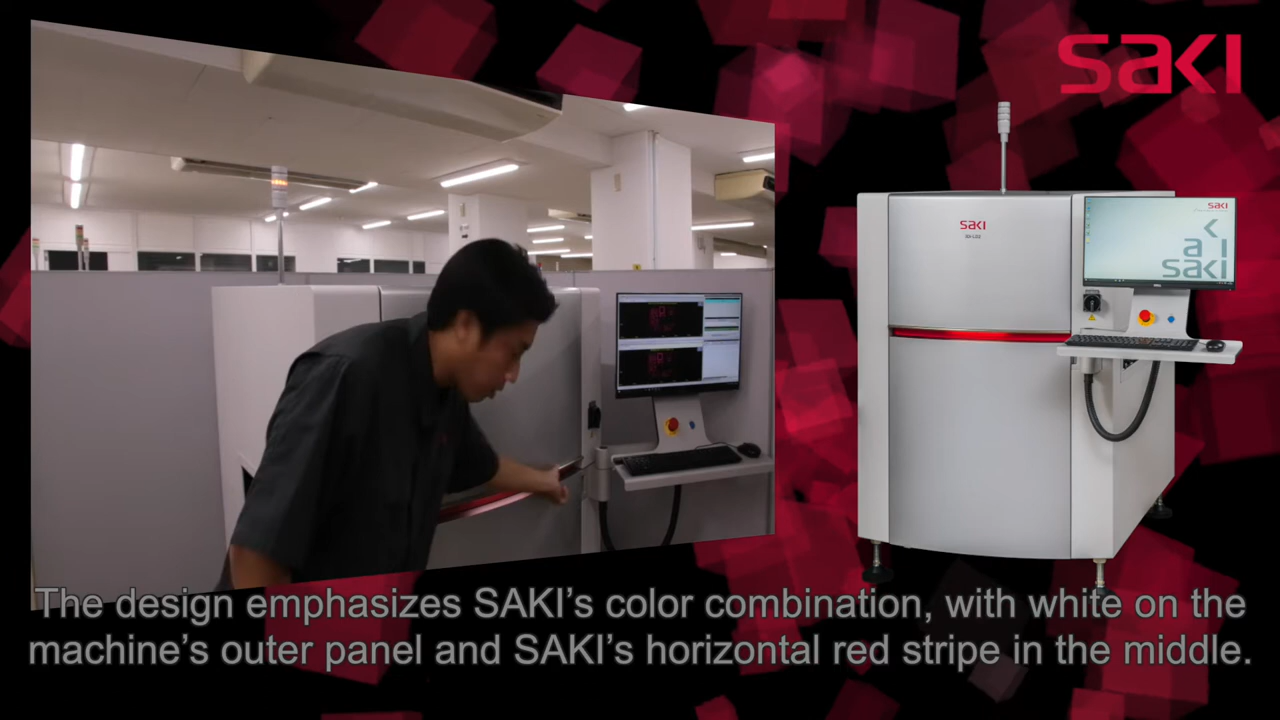 saki
saki
saki
saki
The design emphasizes SAKI's color combination, with white on the
machine's outer panel and SAKI's horizontal red stripe in the middle.